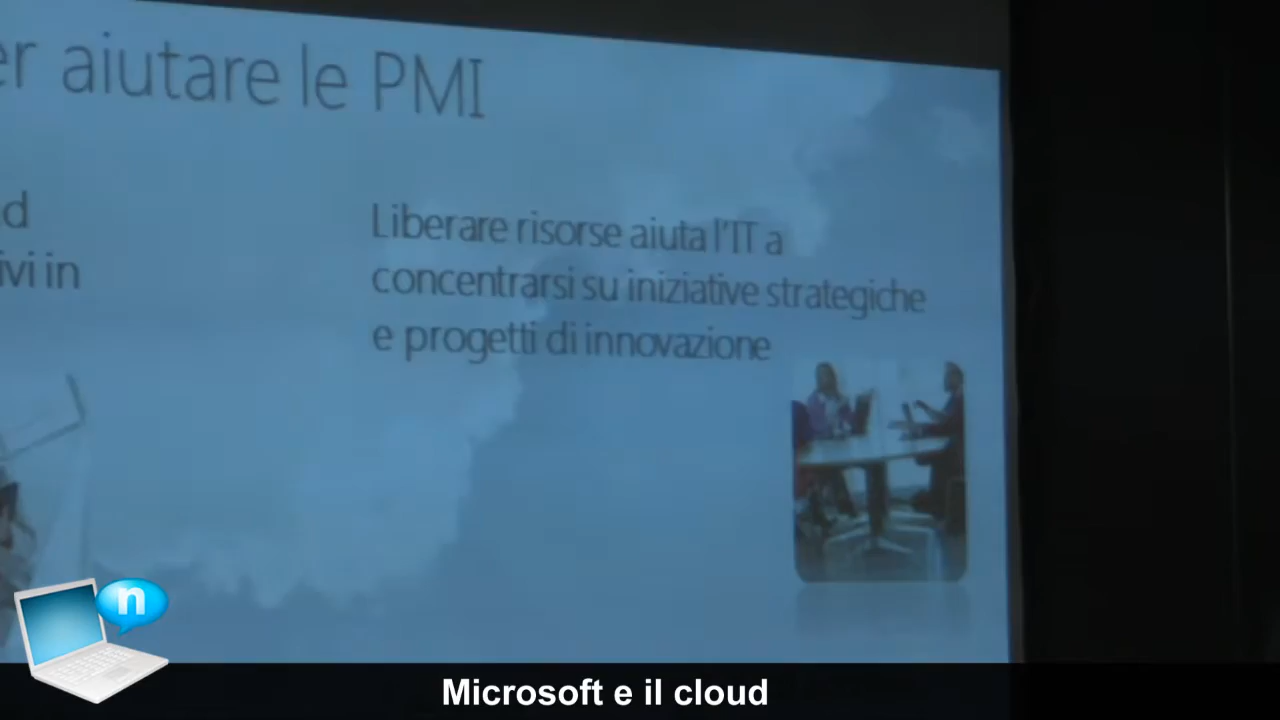 er aiutare le PMI
d
ivi in
Liberare risorse aiuta l'IT a
concentrarsi su iniziative strategiche
e progetti di innovazione
n
Microsoft e il cloud